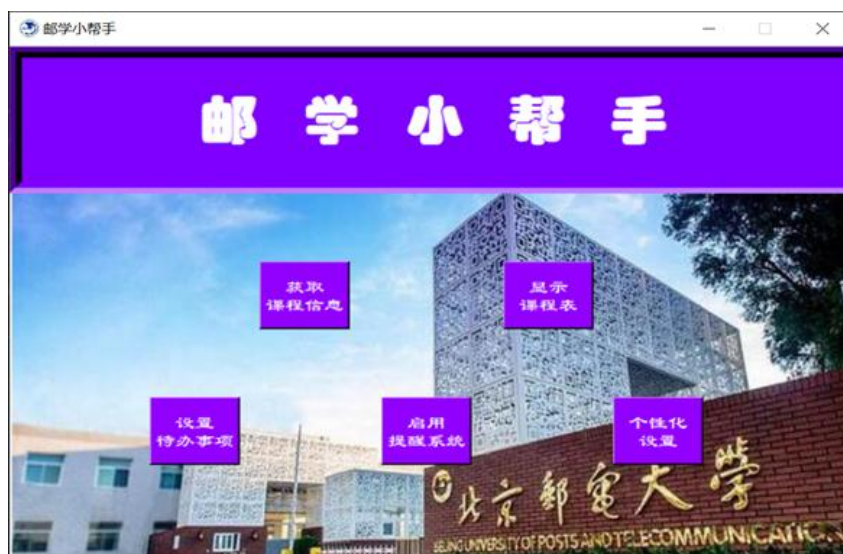 邮学小帮手
邮学小帮手
获取
课程信息
显示
课程表
设置
待办事项
启用
提醒系统
个性化
设置
北京邮电大学
BEIJING UNIVERSITY OF POSTS AND TELECOMMUNICATION